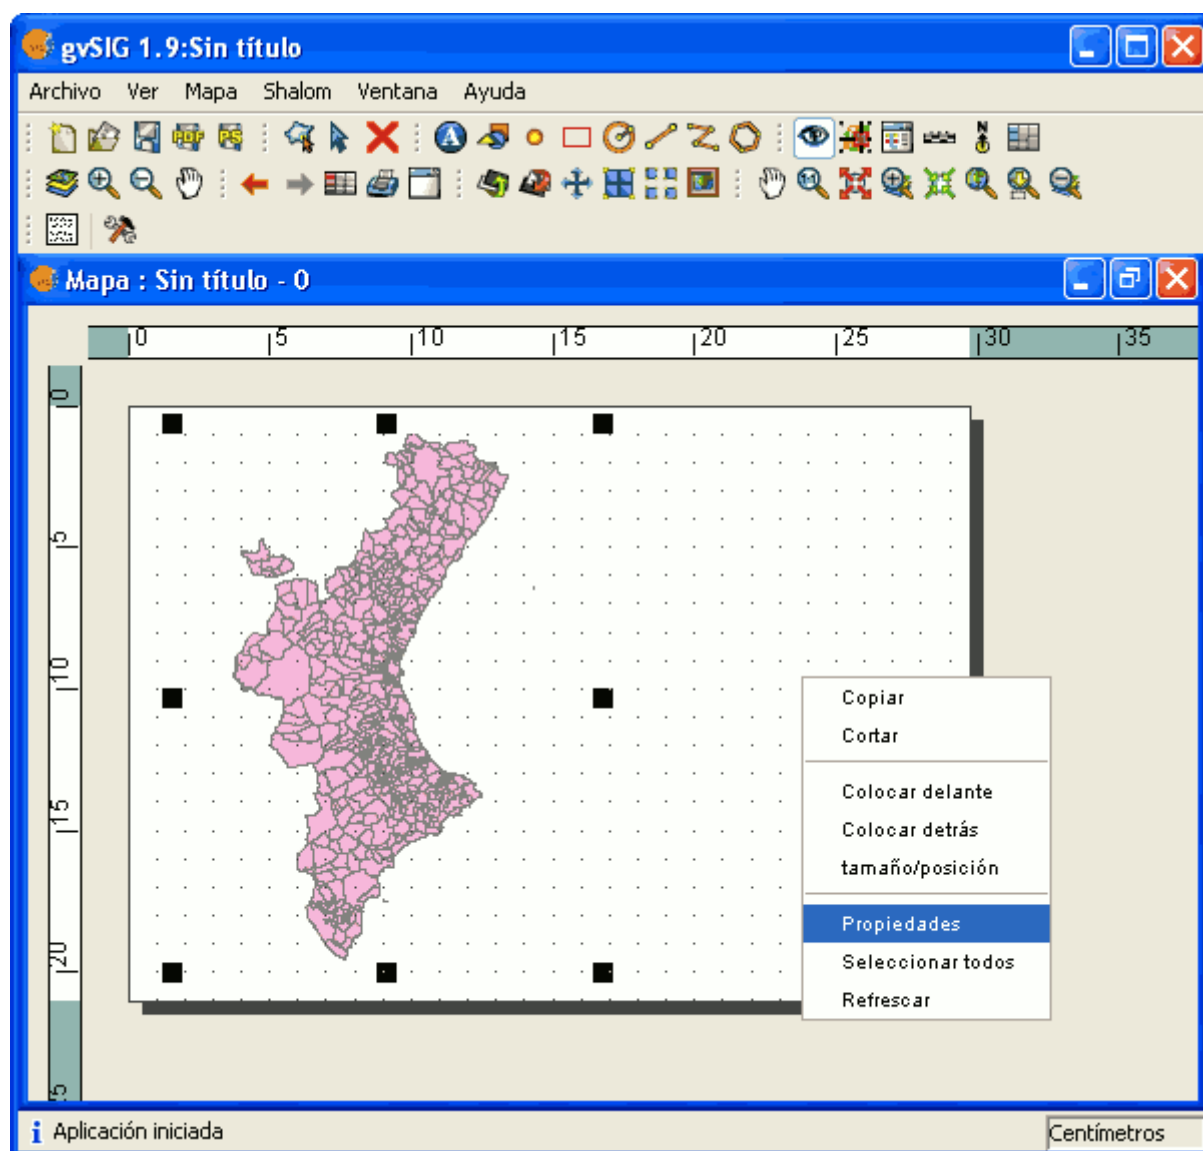 gvSIG 1.9:Sin título
Archivo Ver Mapa Shalom Ventana Ayuda
PDF PS
N
Mapa : Sin título - 0
0 5 10 15 20 25 30 35
0
5
10
15
20
Copiar
Cortar
Colocar delante
Colocar detrás
tamaño/posición
Propiedades
Seleccionar todos
Refrescar
Aplicación iniciada
Centímetros